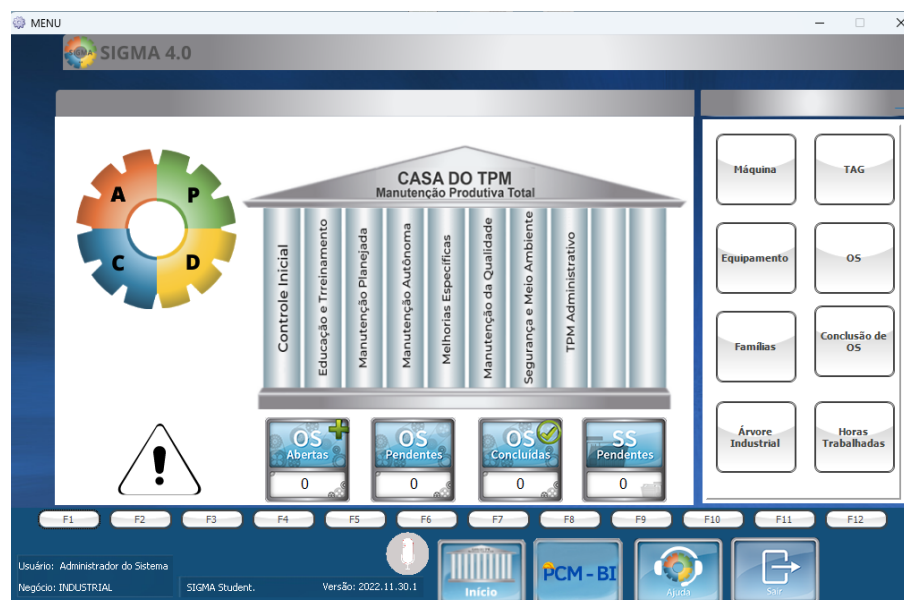 MENU
SIGMA
SIGMA 4.0
A
P
C
D
CASA DO TPM
Manutenção Produtiva Total
Controle Inicial
Educação e Trreinamento
Manutenção Planejada
Manutenção Autônoma
Melhorias Específicas
Manutenção da Qualidade
Segurança e Meio Ambiente
TPM Administrativo
Máquina
TAG
Equipamento
OS
Famílias
Conclusão de
OS
Árvore
Industrial
Horas
Trabalhadas
OS
Abertas
0
OS
Pendentes
0
OS
Concluídas
0
SS
Pendentes
0
F1
F2
F3
F4
F5
F6
F7
F8
F9
F10
F11
F12
Usuário: Administrador do Sistema
Negócio: INDUSTRIAL
SIGMA Student.
Versão: 2022.11.30.1
Início
PCM - BI
Ajuda
Sair